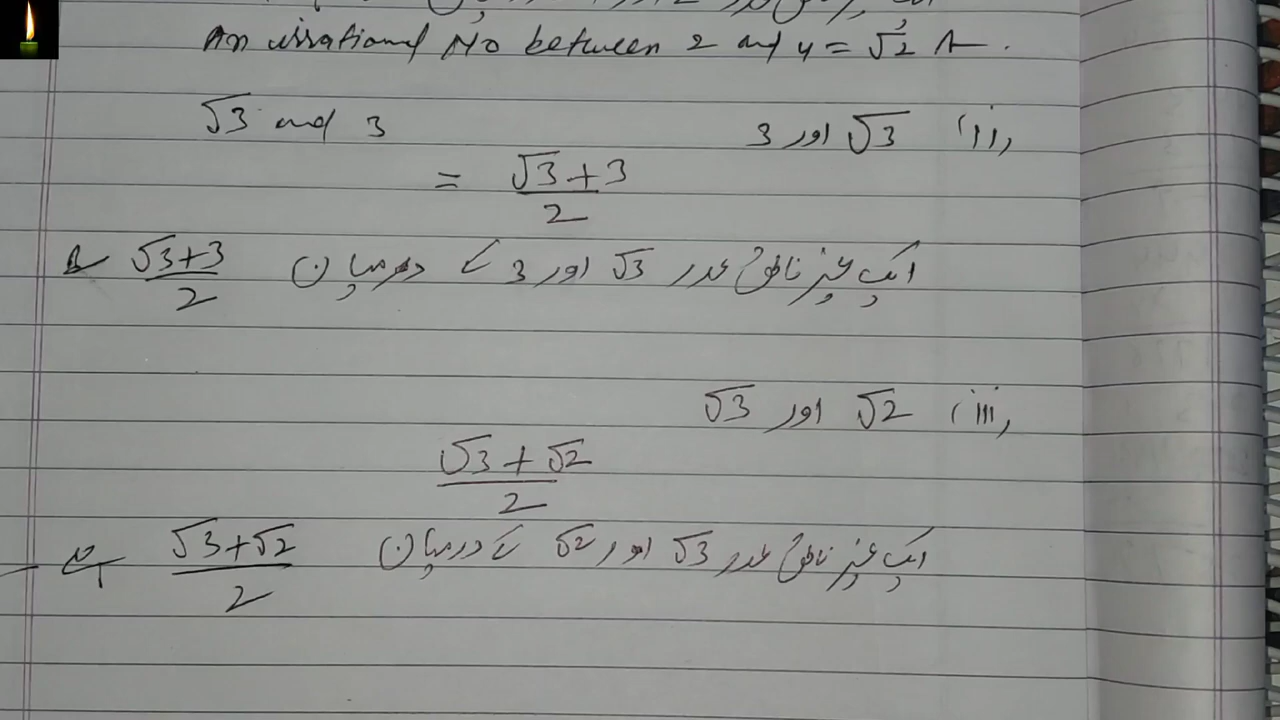 An irrational No between 2 and 4 = √2
√3 and 3
(ii) √3 اور 3
= √3+3 / 2
ایک غیر ناطق عدد √3 اور 3 کے درمیان √3+3 / 2 ہے
(iii) √2 اور √3
√3+√2 / 2
ایک غیر ناطق عدد √3 اور √2 کے درمیان √3+√2 / 2 ہے -